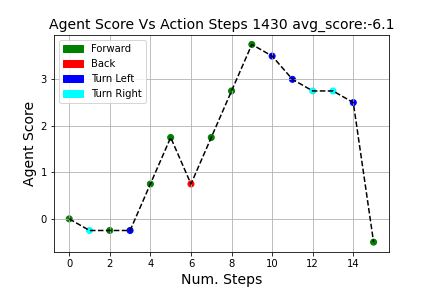 Agent Score Vs Action Steps 1430 avg_score:-6.1
Forward
Back
Turn Left
Turn Right
Agent Score
3
2
1
0
0 2 4 6 8 10 12 14
Num. Steps